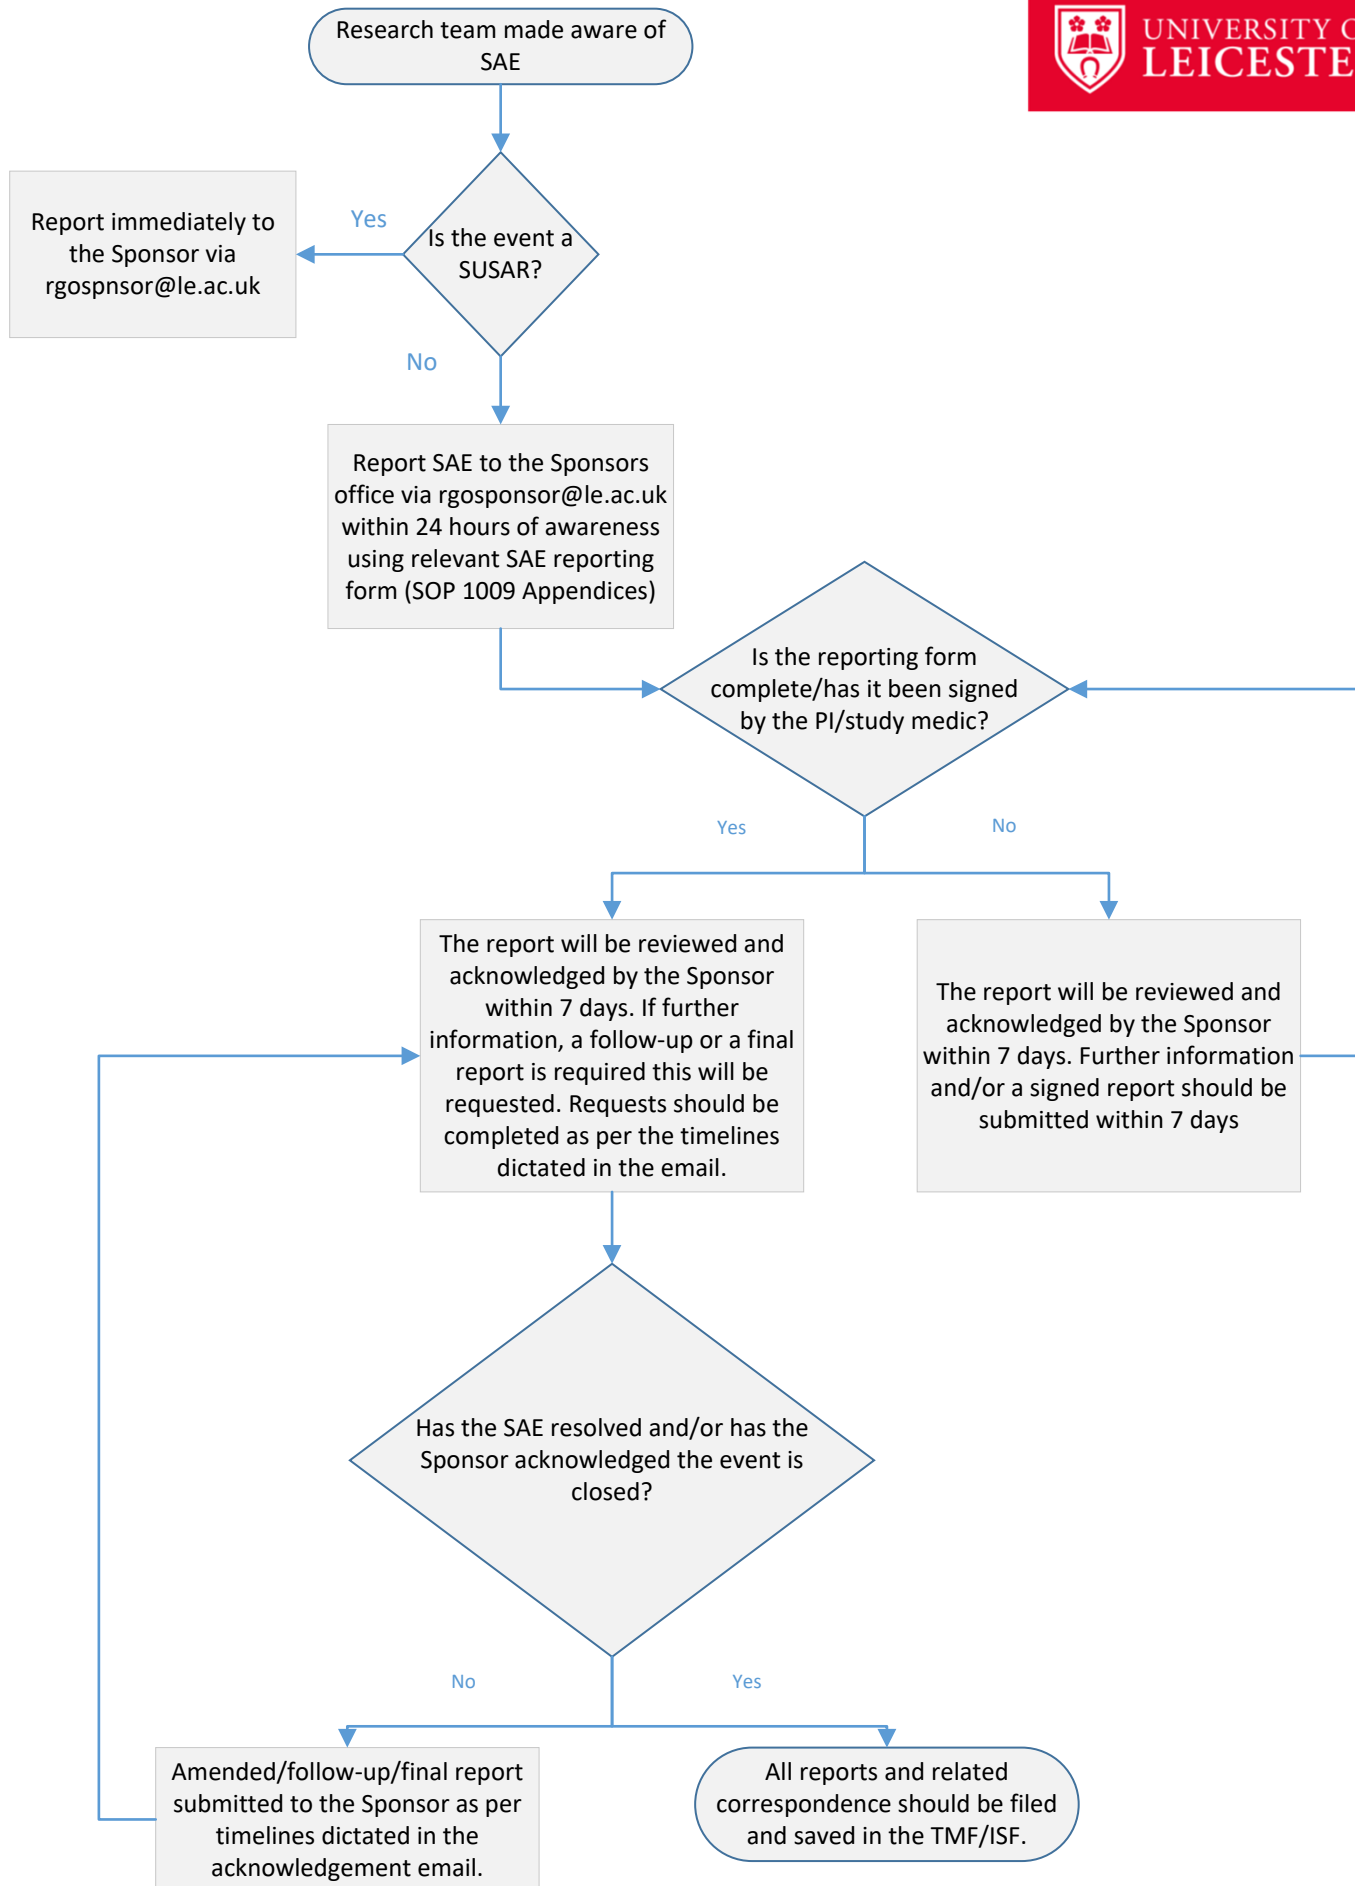 Research team made aware of
SAE
UNIVERSITY O
LEICESTE
Yes
Is the event a
SUSAR?
Report immediately to
the Sponsor via
rgospnsor@le.ac.uk
No
Report SAE to the Sponsors
office via rgosponsor@le.ac.uk
within 24 hours of awareness
using relevant SAE reporting
form (SOP 1009 Appendices)
Is the reporting form
complete/has it been signed
by the PI/study medic?
Yes
No
The report will be reviewed and
acknowledged by the Sponsor
within 7 days. If further
information, a follow-up or a final
report is required this will be
requested. Requests should be
completed as per the timelines
dictated in the email.
The report will be reviewed and
acknowledged by the Sponsor
within 7 days. Further information
and/or a signed report should be
submitted within 7 days
Has the SAE resolved and/or has the
Sponsor acknowledged the event is
closed?
No
Yes
Amended/follow-up/final report
submitted to the Sponsor as per
timelines dictated in the
acknowledgement email.
All reports and related
correspondence should be filed
and saved in the TMF/ISF.